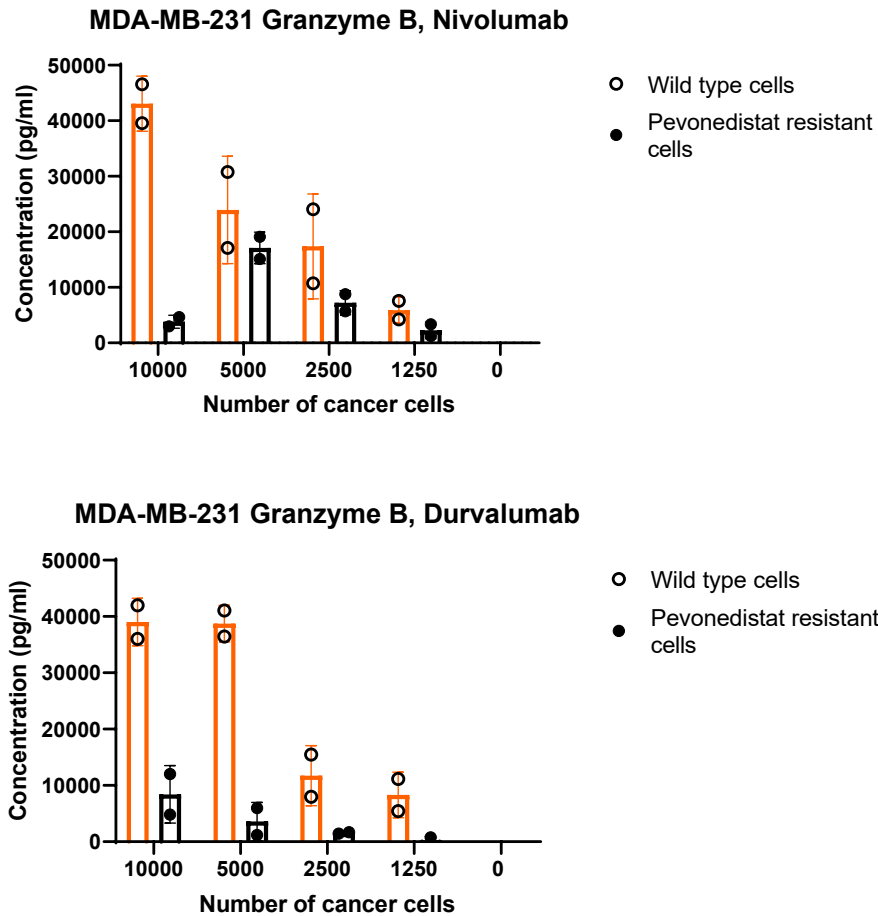 MDA-MB-231 Granzyme B, Nivolumab
Concentration (pg/ml)
50000
40000
30000
20000
10000
0
10000 5000 2500 1250 0
Number of cancer cells
Wild type cells
Pevonedistat resistant
cells
MDA-MB-231 Granzyme B, Durvalumab
Concentration (pg/ml)
50000
40000
30000
20000
10000
0
10000 5000 2500 1250 0
Number of cancer cells
Wild type cells
Pevonedistat resistant
cells